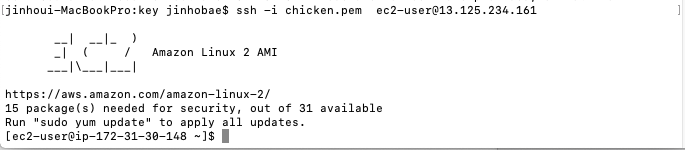 [jinhoui-MacBookPro:key jinhobae$ ssh -i chicken.pem  ec2-user@13.125.234.161 ]
       __|  __|_  )
       _|  (     /   Amazon Linux 2 AMI
      ___|\___|___|
https://aws.amazon.com/amazon-linux-2/
15 package(s) needed for security, out of 31 available
Run "sudo yum update" to apply all updates.
[ec2-user@ip-172-31-30-148 ~]$